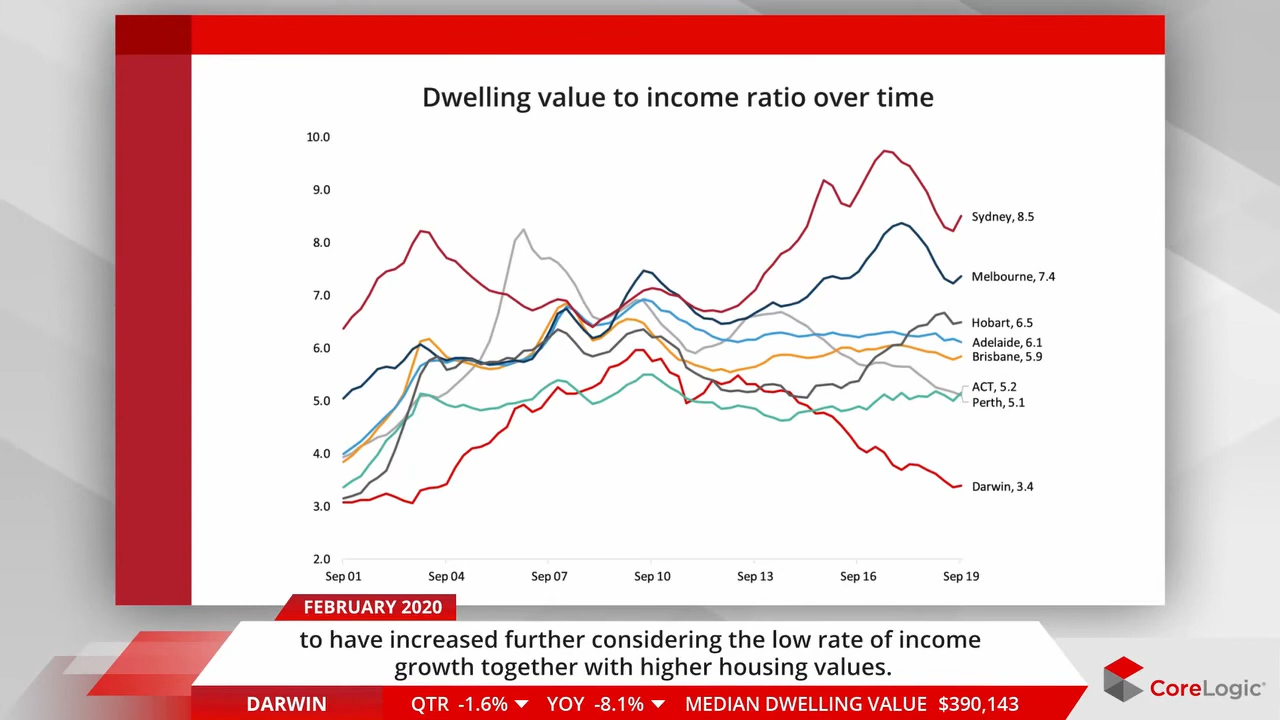 Dwelling value to income ratio over time
10.0
9.0
8.0
7.0
6.0
5.0
4.0
3.0
2.0
Sep 01 Sep 04 Sep 07 Sep 10 Sep 13 Sep 16 Sep 19
Sydney, 8.5
Melbourne, 7.4
Hobart, 6.5
Adelaide, 6.1
Brisbane, 5.9
ACT, 5.2
Perth, 5.1
Darwin, 3.4
FEBRUARY 2020
to have increased further considering the low rate of income
growth together with higher housing values.
CoreLogic®
DARWIN QTR -1.6% YOY -8.1% MEDIAN DWELLING VALUE $390,143